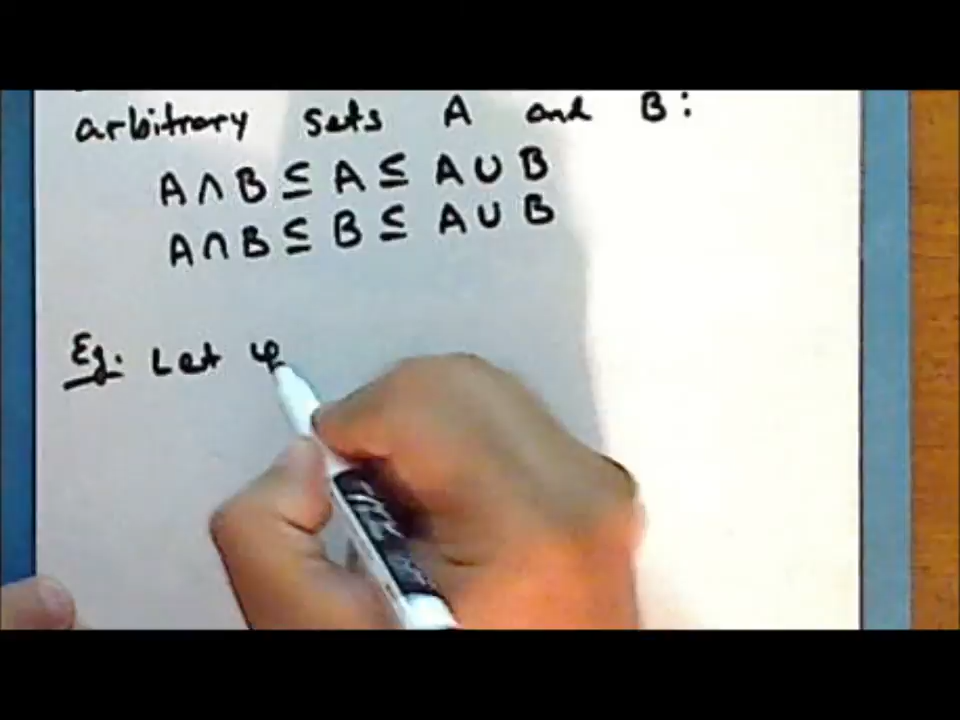 arbitrary sets A and B:
A∩B ⊆ A ⊆ A∪B
A∩B ⊆ B ⊆ A∪B
Eg. Let φ